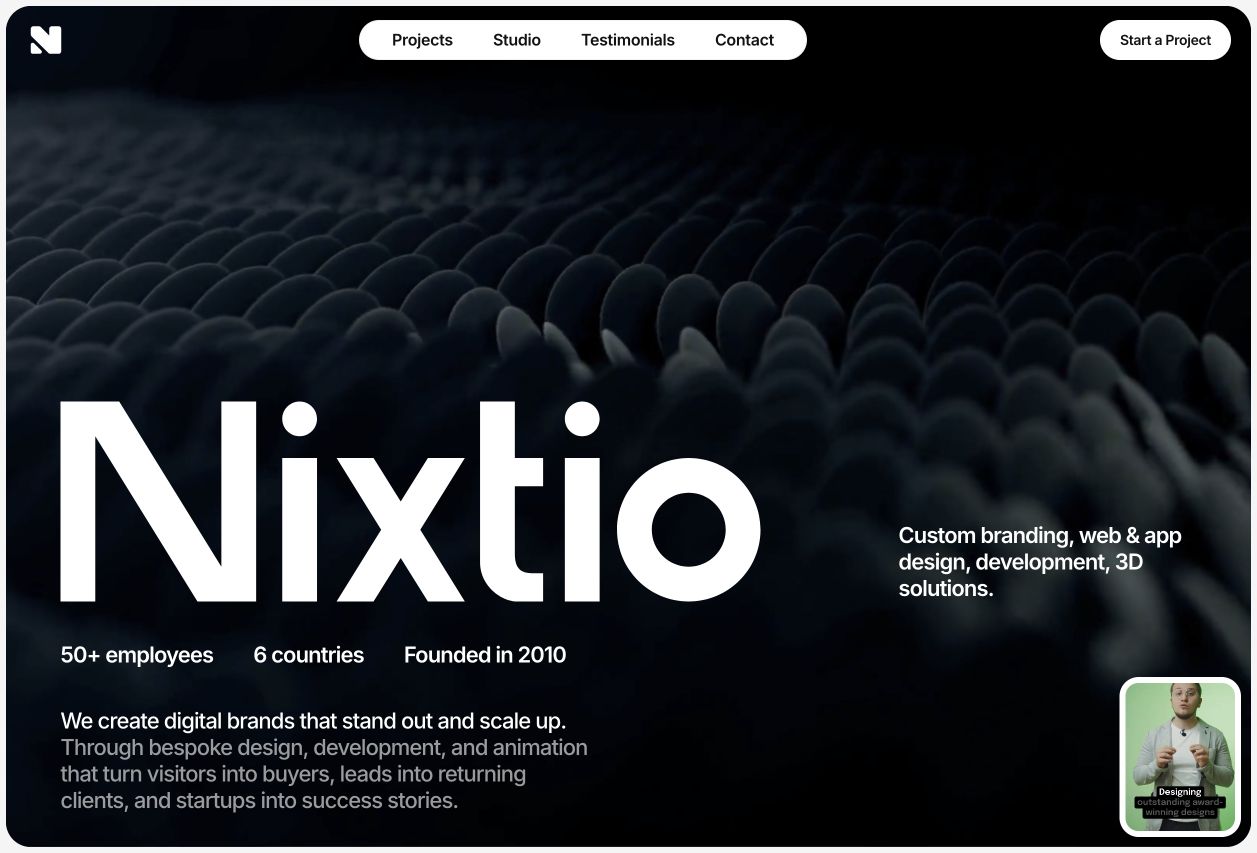 Projects
Studio
Testimonials
Contact
Start a Project
Nixtio
Custom branding, web & app
design, development, 3D
solutions.
50+ employees
6 countries
Founded in 2010
We create digital brands that stand out and scale up.
Through bespoke design, development, and animation
that turn visitors into buyers, leads into returning
clients, and startups into success stories.
Designing
outstanding award-
winning designs